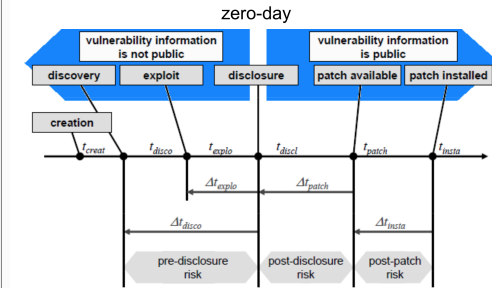 zero-day
vulnerability information
is not public
vulnerability information
is public
discovery
exploit
disclosure
patch available
patch installed
creation
t_creat
t_disco
t_explo
t_discl
t_patch
t_insta
Δt_explo
Δt_patch
Δt_disco
Δt_insta
pre-disclosure
risk
post-disclosure
risk
post-patch
risk